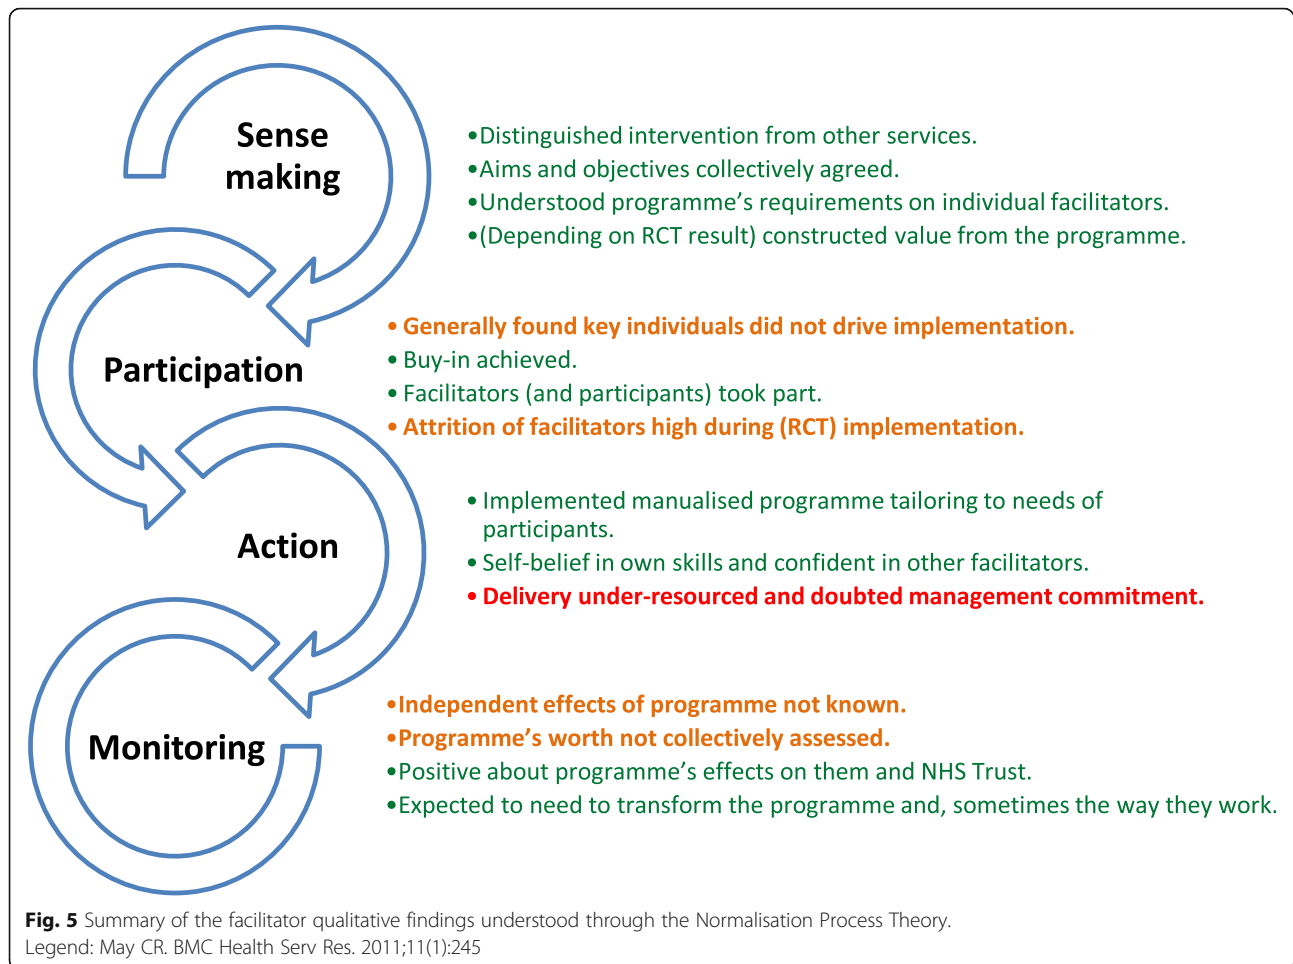 Sense
making
•Distinguished intervention from other services.
•Aims and objectives collectively agreed.
•Understood programme’s requirements on individual facilitators.
•(Depending on RCT result) constructed value from the programme.
Participation
• Generally found key individuals did not drive implementation.
• Buy-in achieved.
• Facilitators (and participants) took part.
• Attrition of facilitators high during (RCT) implementation.
Action
• Implemented manualised programme tailoring to needs of
participants.
• Self-belief in own skills and confident in other facilitators.
• Delivery under-resourced and doubted management commitment.
Monitoring
•Independent effects of programme not known.
•Programme’s worth not collectively assessed.
•Positive about programme’s effects on them and NHS Trust.
•Expected to need to transform the programme and, sometimes the way they work.
Fig. 5 Summary of the facilitator qualitative findings understood through the Normalisation Process Theory.
Legend: May CR. BMC Health Serv Res. 2011;11(1):245